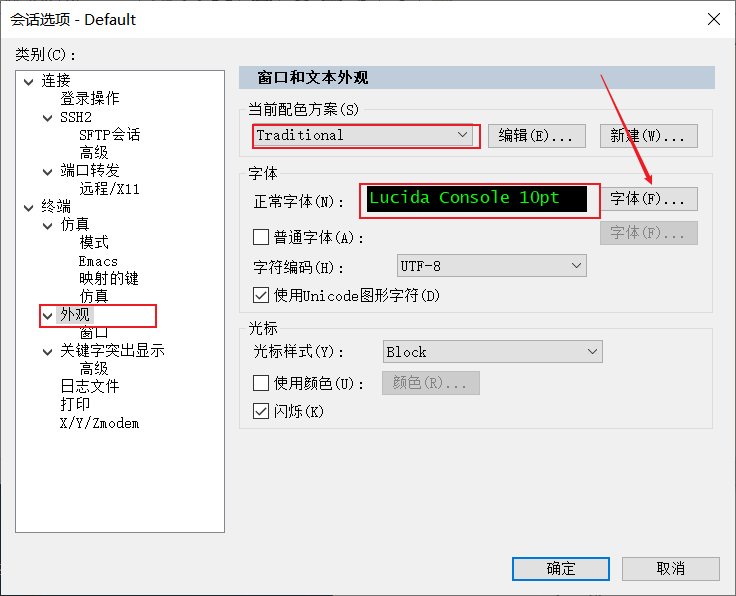 会话选项 - Default
类别(C)：
连接
登录操作
SSH2
SFTP会话
高级
端口转发
远程/X11
终端
仿真
模式
Emacs
映射的键
仿真
外观
窗口
关键字突出显示
高级
日志文件
打印
X/Y/Zmodem
窗口和文本外观
当前配色方案(S)
Traditional
编辑(E)...
新建(W)...
字体
正常字体(N)：
Lucida Console 10pt
字体(F)...
普通字体(A)：
字体(F)...
字符编码(H)：
UTF-8
使用Unicode图形字符(D)
光标
光标样式(Y)：
Block
使用颜色(U)：
颜色(R)...
闪烁(K)
确定
取消